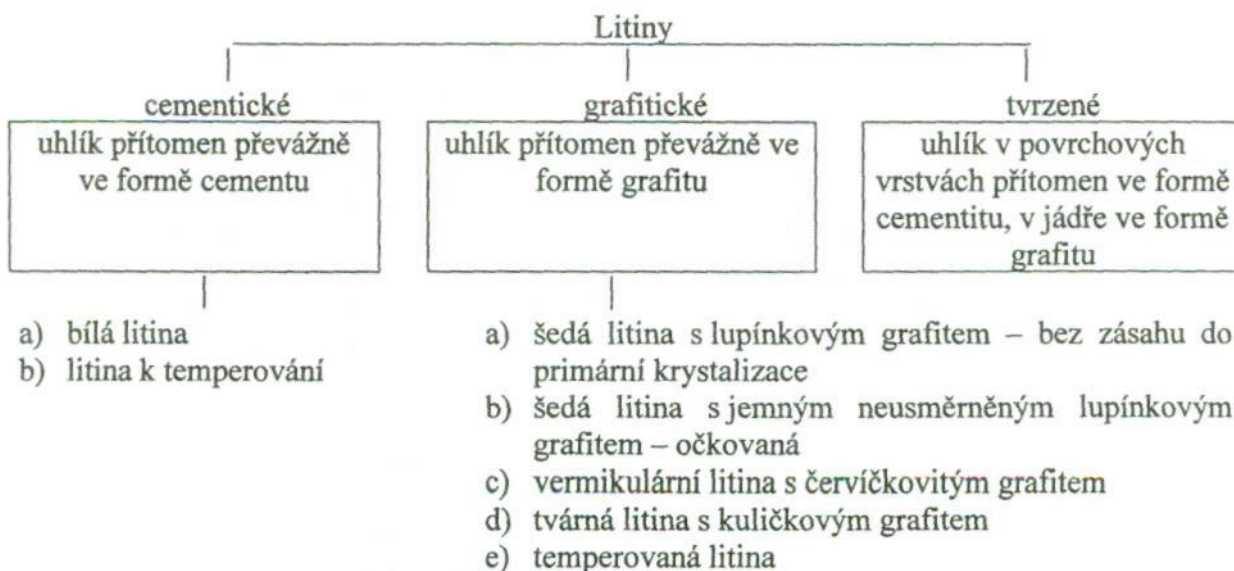 Litiny
cementické
uhlík přítomen převážně
ve formě cementu
grafitické
uhlík přítomen převážně ve
formě grafitu
tvrzené
uhlík v povrchových
vrstvách přítomen ve formě
cementitu, v jádře ve formě
grafitu
a) bílá litina
b) litina k temperování
a) šedá litina s lupínkovým grafitem – bez zásahu do
primární krystalizace
b) šedá litina s jemným neusměrněným lupínkovým
grafitem – očkovaná
c) vermikulární litina s červíčkovitým grafitem
d) tvárná litina s kuličkovým grafitem
e) temperovaná litina